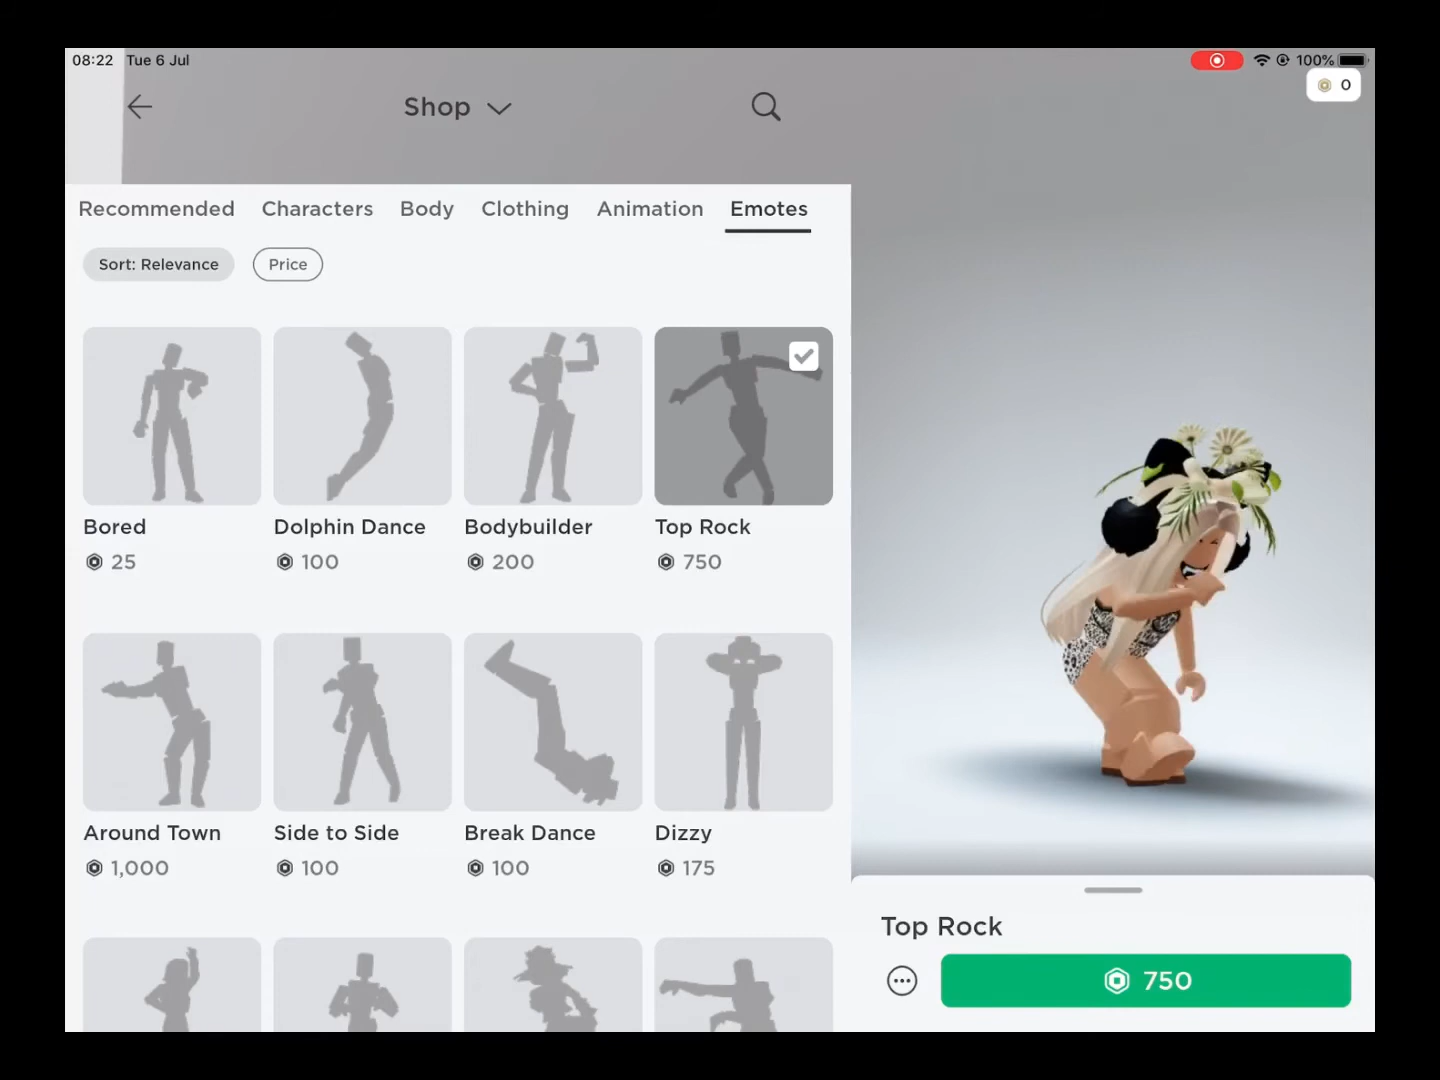 08:22 Tue 6 Jul
100%
0
Shop
Recommended Characters Body Clothing Animation Emotes
Sort: Relevance Price
Bored Dolphin Dance Bodybuilder Top Rock
25 100 200 750
Around Town Side to Side Break Dance Dizzy
1,000 100 100 175
Top Rock
750